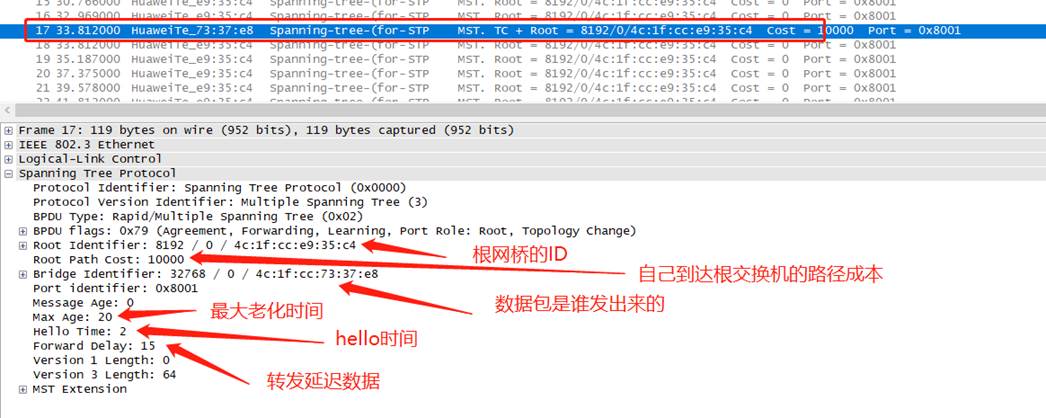 15 30.766000 HuaweiTe_e9:35:c4 Spanning-tree-(for-STP MST. Root = 8192/0/4c:1f:cc:e9:35:c4 Cost = 0 Port = 0x8001
16 32.969000 HuaweiTe_e9:35:c4 Spanning-tree-(for-STP MST. Root = 8192/0/4c:1f:cc:e9:35:c4 Cost = 0 Port = 0x8001
17 33.812000 HuaweiTe_73:37:e8 Spanning-tree-(for-STP MST. TC + Root = 8192/0/4c:1f:cc:e9:35:c4 Cost = 10000 Port = 0x8001
18 33.812000 HuaweiTe_e9:35:c4 Spanning-tree-(for-STP MST. Root = 8192/0/4c:1f:cc:e9:35:c4 Cost = 0 Port = 0x8001
19 35.187000 HuaweiTe_e9:35:c4 Spanning-tree-(for-STP MST. Root = 8192/0/4c:1f:cc:e9:35:c4 Cost = 0 Port = 0x8001
20 37.375000 HuaweiTe_e9:35:c4 Spanning-tree-(for-STP MST. Root = 8192/0/4c:1f:cc:e9:35:c4 Cost = 0 Port = 0x8001
21 39.578000 HuaweiTe_e9:35:c4 Spanning-tree-(for-STP MST. Root = 8192/0/4c:1f:cc:e9:35:c4 Cost = 0 Port = 0x8001
Frame 17: 119 bytes on wire (952 bits), 119 bytes captured (952 bits)
IEEE 802.3 Ethernet
Logical-Link Control
Spanning Tree Protocol
Protocol Identifier: Spanning Tree Protocol (0x0000)
Protocol Version Identifier: Multiple Spanning Tree (3)
BPDU Type: Rapid/Multiple Spanning Tree (0x02)
BPDU flags: 0x79 (Agreement, Forwarding, Learning, Port Role: Root, Topology Change)
Root Identifier: 8192 / 0 / 4c:1f:cc:e9:35:c4
根网桥的ID
Root Path Cost: 10000
自己到达根交换机的路径成本
Bridge Identifier: 32768 / 0 / 4c:1f:cc:73:37:e8
Port identifier: 0x8001
数据包是谁发出来的
Message Age: 0
最大老化时间
Max Age: 20
Hello Time: 2
hello时间
Forward Delay: 15
Version 1 Length: 0
Version 3 Length: 64
转发延迟数据
MST Extension